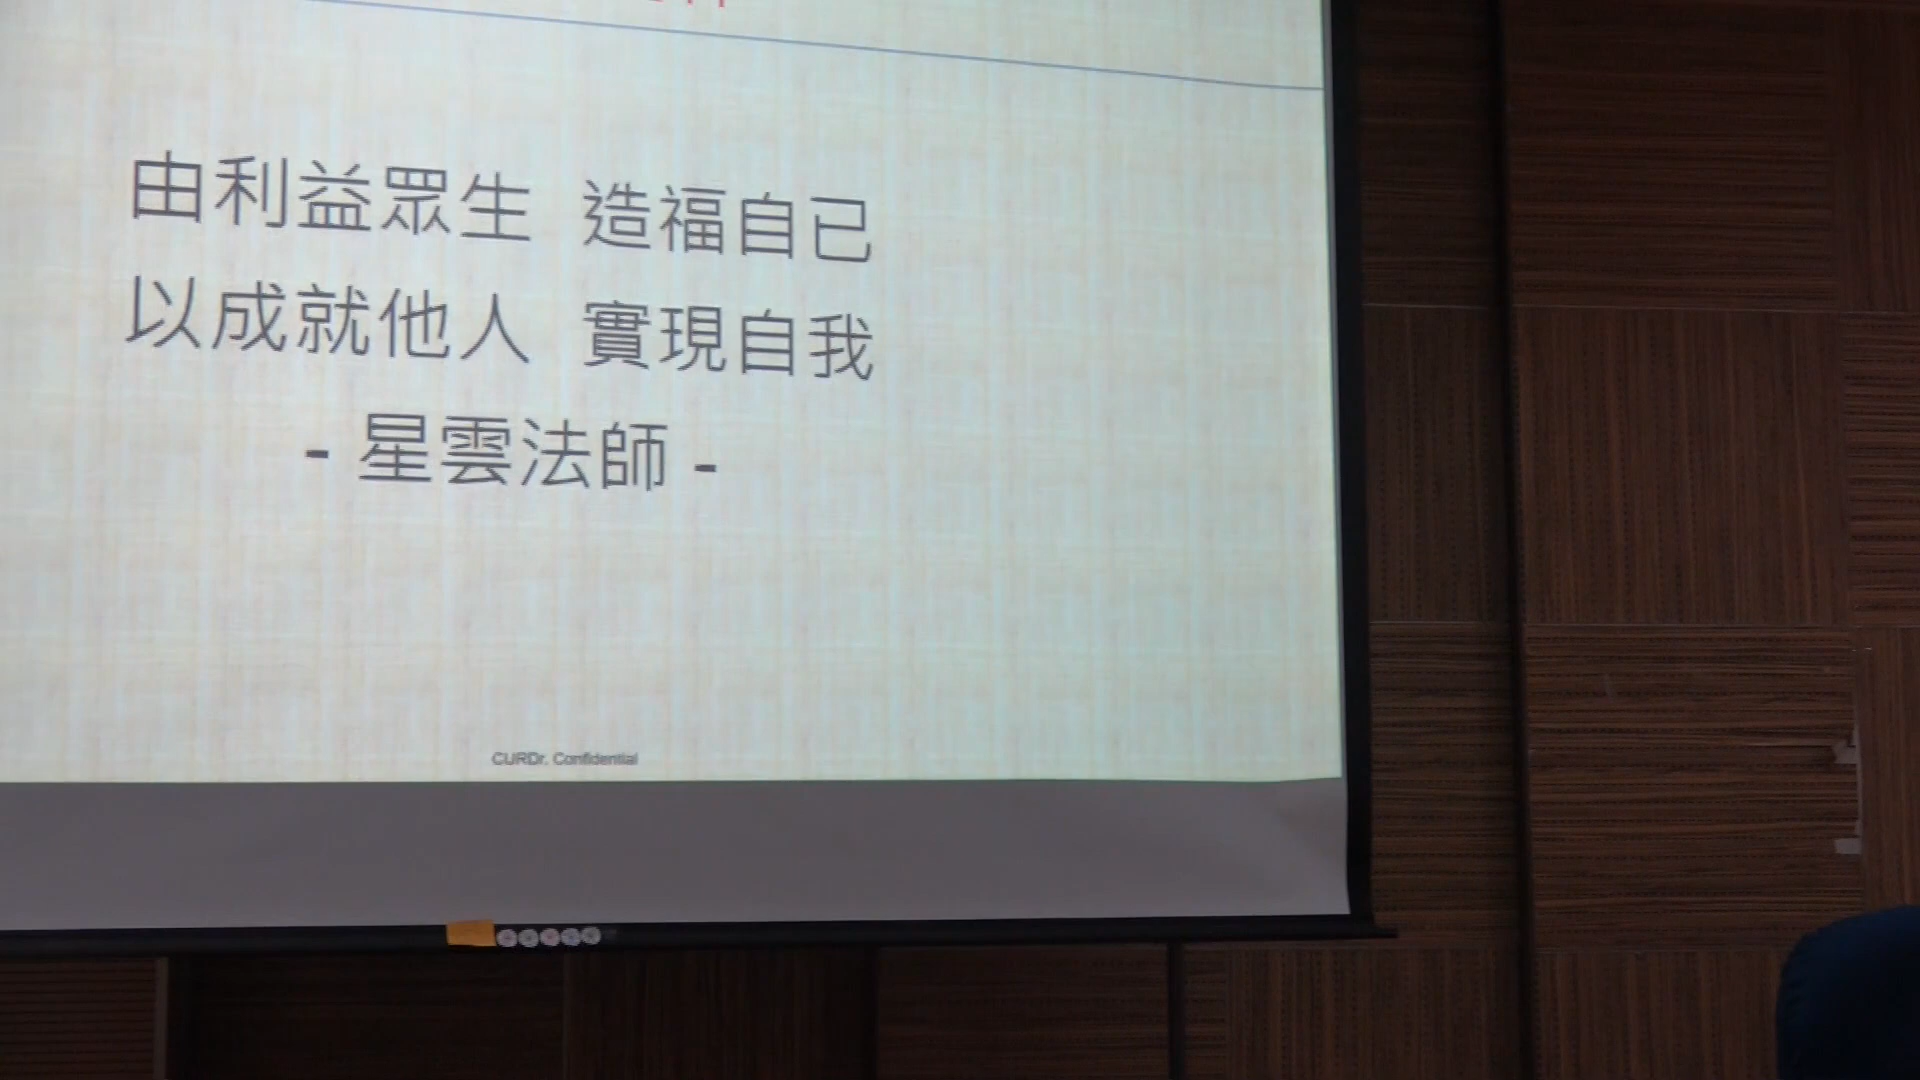 由利益眾生 造福自已
以成就他人 實現自我
- 星雲法師 -
CURDr. Confidential